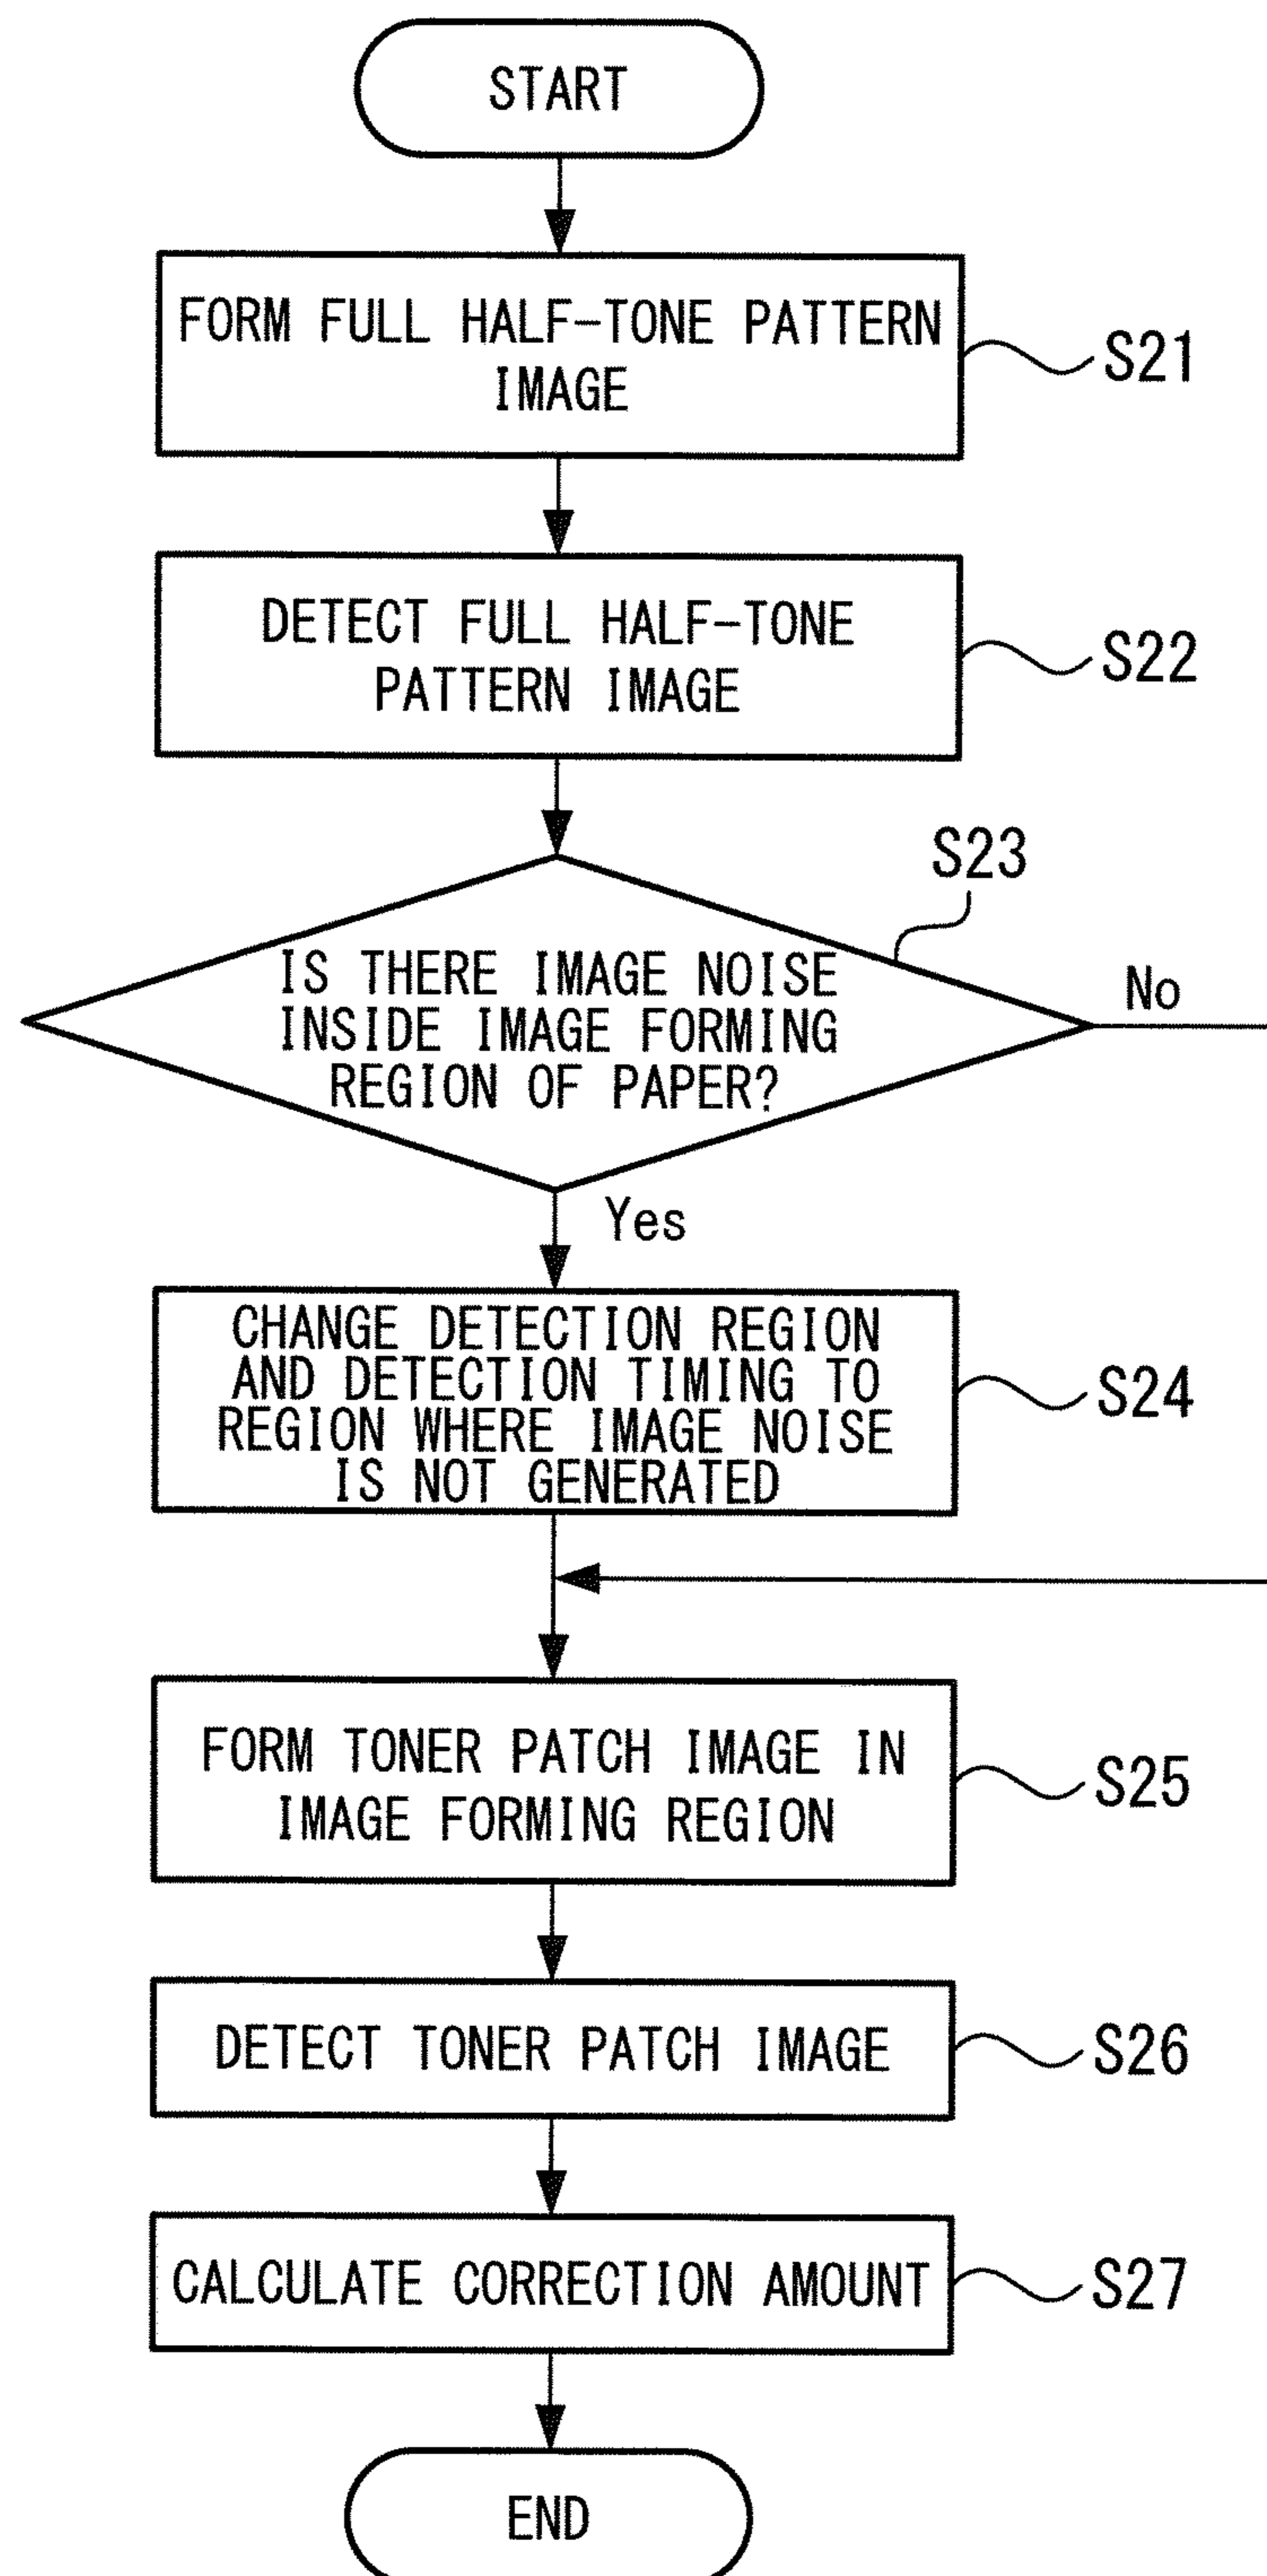 START
FORM FULL HALF-TONE PATTERN
IMAGE
S21
DETECT FULL HALF-TONE
PATTERN IMAGE
S22
S23
IS THERE IMAGE NOISE
INSIDE IMAGE FORMING
REGION OF PAPER?
No
Yes
CHANGE DETECTION REGION
AND DETECTION TIMING TO
REGION WHERE IMAGE NOISE
IS NOT GENERATED
S24
FORM TONER PATCH IMAGE IN
IMAGE FORMING REGION
S25
DETECT TONER PATCH IMAGE
S26
CALCULATE CORRECTION AMOUNT
S27
END